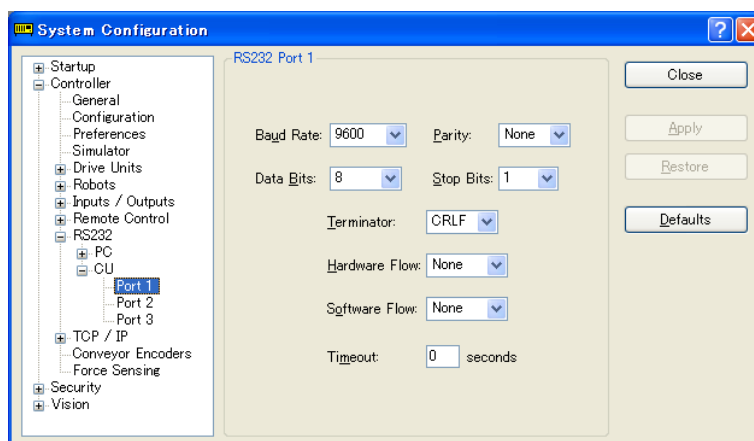 System Configuration
Startup
Controller
General
Configuration
Preferences
Simulator
Drive Units
Robots
Inputs / Outputs
Remote Control
RS232
PC
CU
Port 1
Port 2
Port 3
TCP / IP
Conveyor Encoders
Force Sensing
Security
Vision
RS232 Port 1
Baud Rate: 9600 Parity: None
Data Bits: 8 Stop Bits: 1
Terminator: CRLF
Hardware Flow: None
Software Flow: None
Timeout: 0 seconds
Close
Apply
Restore
Defaults